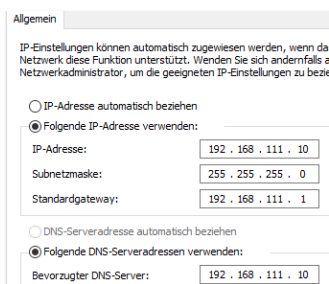 Allgemein
IP-Einstellungen können automatisch zugewiesen werden, wenn da
Netzwerk diese Funktion unterstützt. Wenden Sie sich andernfalls a
Netzwerkadministrator, um die geeigneten IP-Einstellungen zu bezie
IP-Adresse automatisch beziehen
Folgende IP-Adresse verwenden:
IP-Adresse: 192 . 168 . 111 . 10
Subnetzmaske: 255 . 255 . 255 . 0
Standardgateway: 192 . 168 . 111 . 1
DNS-Serveradresse automatisch beziehen
Folgende DNS-Serveradressen verwenden:
Bevorzugter DNS-Server: 192 . 168 . 111 . 10